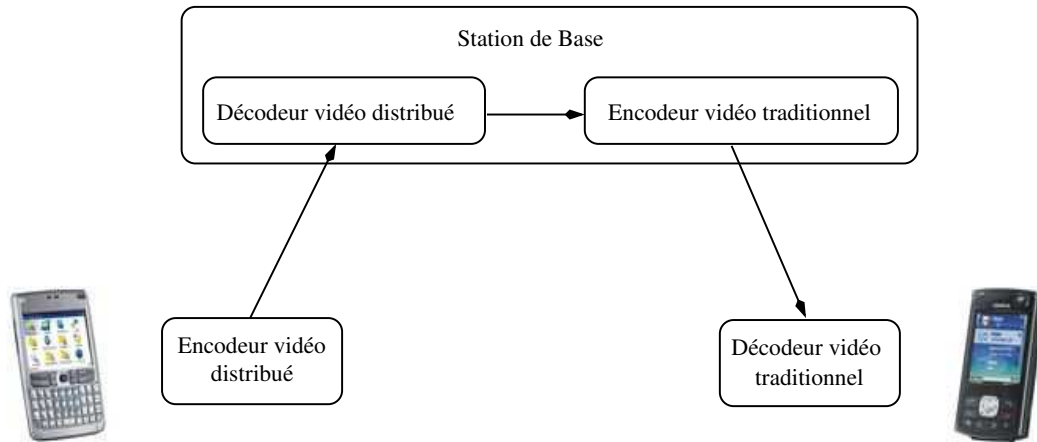 Station de Base
Décodeur vidéo distribué
Encodeur vidéo traditionnel
Encodeur vidéo
distribué
Décodeur vidéo
traditionnel